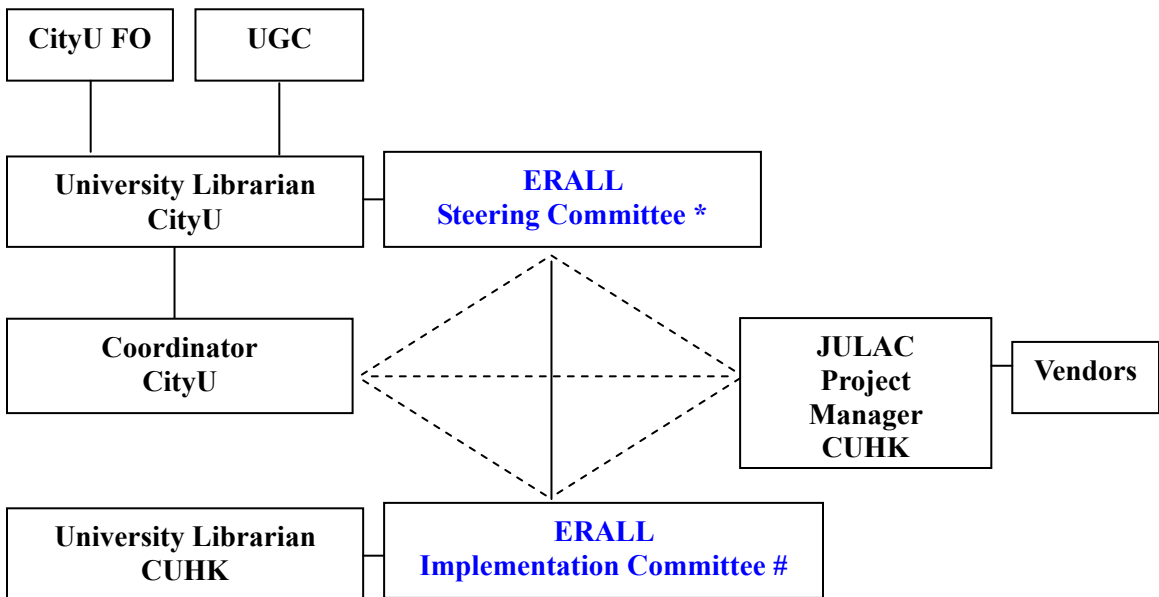 CityU FO
UGC
University Librarian
CityU
ERALL
Steering Committee *
Coordinator
CityU
JULAC
Project
Manager
CUHK
Vendors
University Librarian
CUHK
ERALL
Implementation Committee #